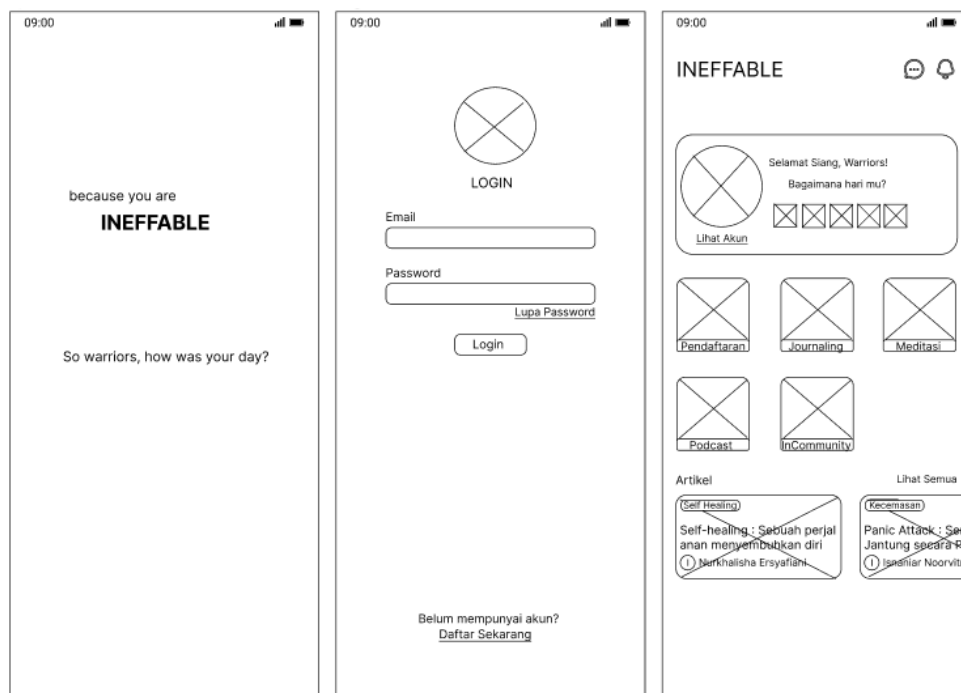 09:00
because you are
INEFFABLE
So warriors, how was your day?
09:00
LOGIN
Email
Password
Lupa Password
Login
Belum mempunyai akun?
Daftar Sekarang
09:00
INEFFABLE
Selamat Siang, Warriors!
Bagaimana hari mu?
Lihat Akun
Pendaftaran
Journaling
Meditasi
Podcast
InCommunity
Artikel
Lihat Semua
Self Healing
Self-healing : Sebuah perjal
anan menyembuhkan diri
I Nurkhalisha Ersyafiani
Kecemasan
Panic Attack :
Jantung secara
I Isnaniar